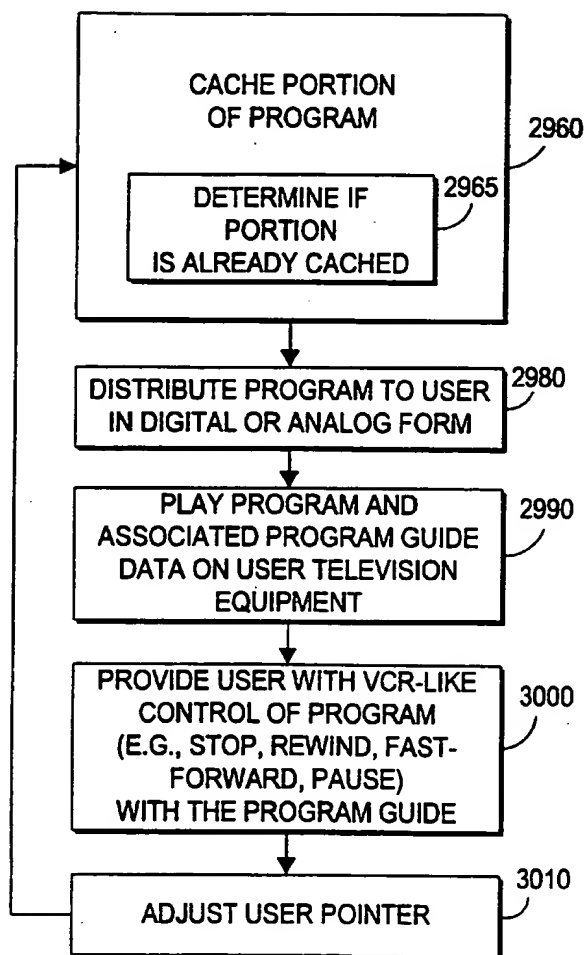 CACHE PORTION
OF PROGRAM
2960
DETERMINE IF
PORTION
IS ALREADY CACHED
2965
DISTRIBUTE PROGRAM TO USER
IN DIGITAL OR ANALOG FORM
2980
PLAY PROGRAM AND
ASSOCIATED PROGRAM GUIDE
DATA ON USER TELEVISION
EQUIPMENT
2990
PROVIDE USER WITH VCR-LIKE
CONTROL OF PROGRAM
(E.G., STOP, REWIND, FAST-
FORWARD, PAUSE)
WITH THE PROGRAM GUIDE
3000
ADJUST USER POINTER
3010